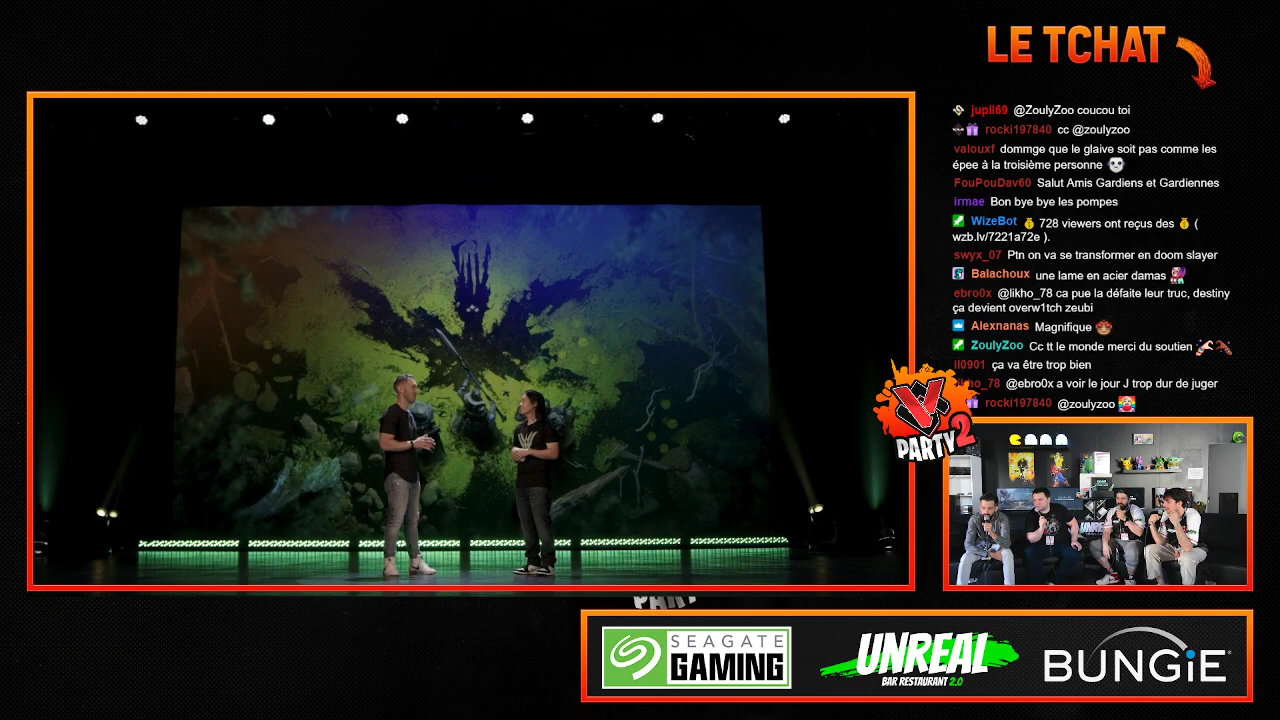 LE TCHAT
jupil69 @ZoulyZoo coucou toi
rocki197840 cc @zoulyzoo
valouxf dommge que le glaive soit pas comme les
épee à la troisième personne
FouPouDav60 Salut Amis Gardiens et Gardiennes
irmae Bon bye bye les pompes
WizeBot 728 viewers ont reçus des (
wzb.lv/7221a72e ).
swyx_07 Ptn on va se transformer en doom slayer
Balachoux une lame en acier damas
ebro0x @likho_78 ca pue la défaite leur truc, destiny
ça devient overw1tch zeubi
Alexnanas Magnifique
ZoulyZoo Cc tt le monde merci du soutien
il0901 ça va être trop bien
likho_78 @ebro0x a voir le jour J trop dur de juger
rocki197840 @zoulyzoo
PARTY 2
UNREAL
PARTY
SEAGATE
GAMING
UNREAL
BAR RESTAURANT 2.0
BUNGiE